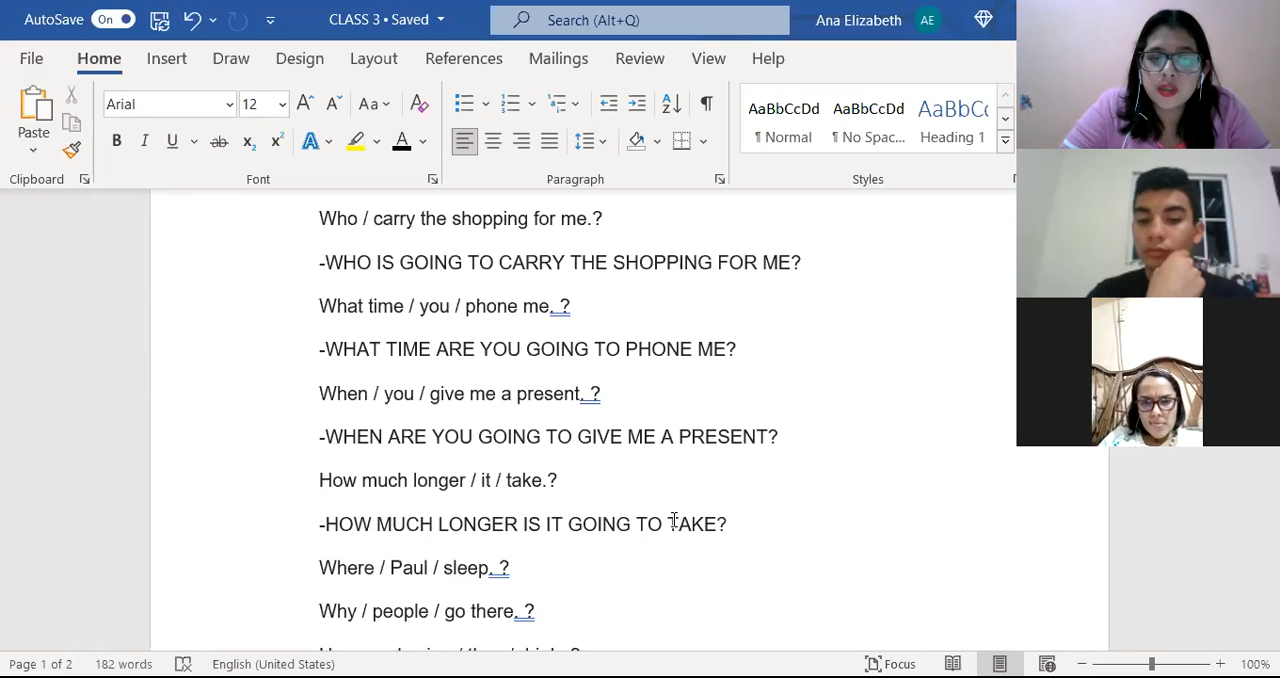 AutoSave On CLASS 3 • Saved Search (Alt+Q) Ana Elizabeth AE
File Home Insert Draw Design Layout References Mailings Review View Help
Arial 12 Aa AaBbCcDd AaBbCcDd AaBbCc
Paste B I U ab x2 x2 A A ¶ Normal ¶ No Spac... Heading 1
Clipboard Font Paragraph Styles
Who / carry the shopping for me.?
-WHO IS GOING TO CARRY THE SHOPPING FOR ME?
What time / you / phone me. ?
-WHAT TIME ARE YOU GOING TO PHONE ME?
When / you / give me a present. ?
-WHEN ARE YOU GOING TO GIVE ME A PRESENT?
How much longer / it / take.?
-HOW MUCH LONGER IS IT GOING TO TAKE?
Where / Paul / sleep. ?
Why / people / go there. ?
Page 1 of 2 182 words English (United States) Focus 100%